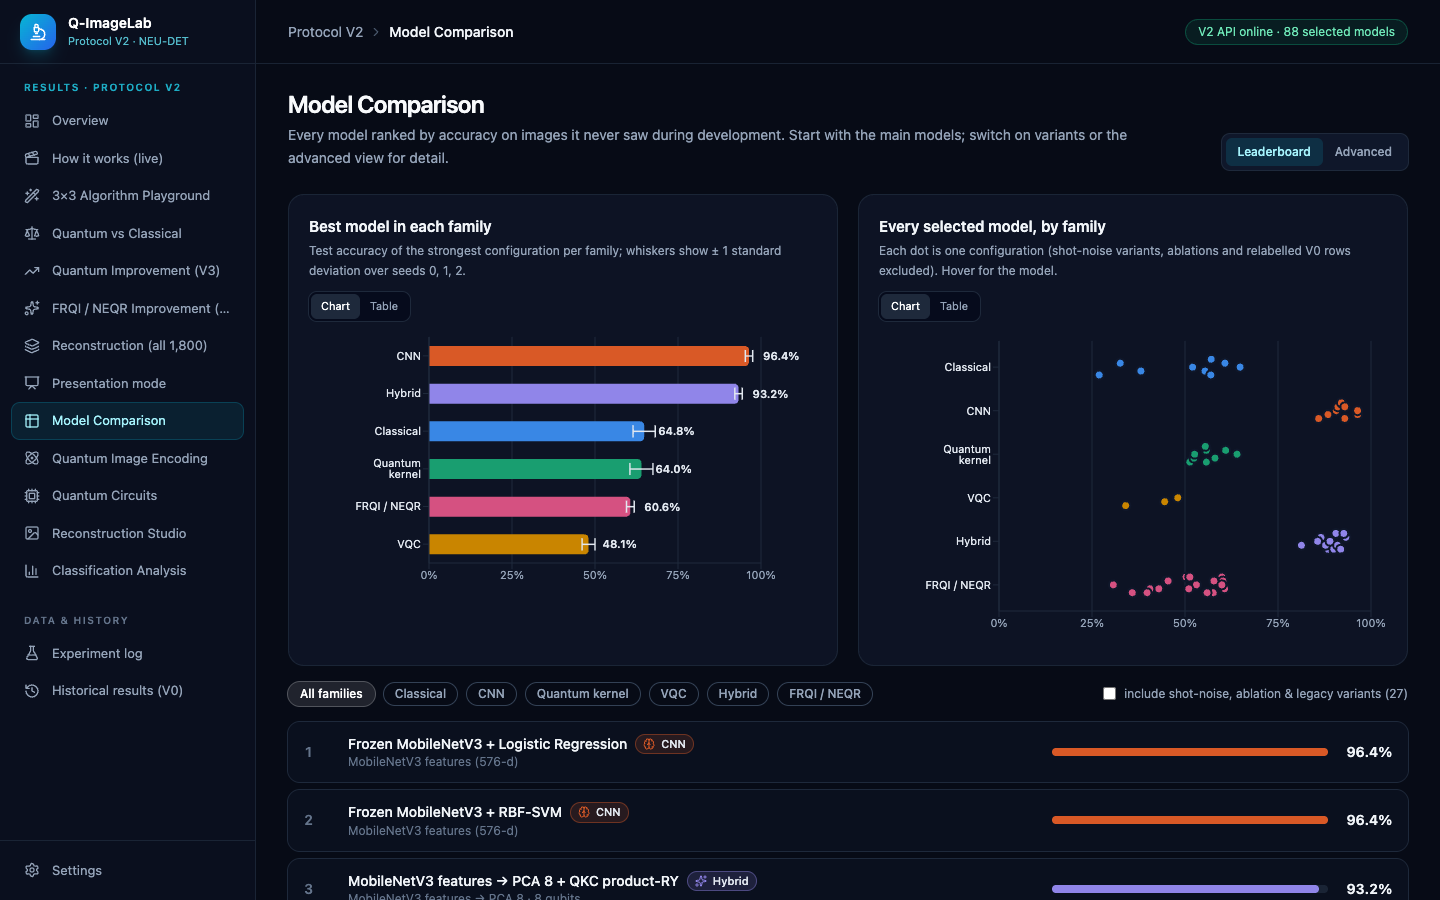 Q-ImageLab
Protocol V2 · NEU-DET
RESULTS · PROTOCOL V2
Overview
How it works (live)
3×3 Algorithm Playground
Quantum vs Classical
Quantum Improvement (V3)
FRQI / NEQR Improvement (...
Reconstruction (all 1,800)
Presentation mode
Model Comparison
Quantum Image Encoding
Quantum Circuits
Reconstruction Studio
Classification Analysis
DATA & HISTORY
Experiment log
Historical results (V0)
Settings
Protocol V2 > Model Comparison
V2 API online · 88 selected models
Model Comparison
Every model ranked by accuracy on images it never saw during development. Start with the main models; switch on variants or the
advanced view for detail.
Leaderboard Advanced
Best model in each family
Test accuracy of the strongest configuration per family; whiskers show ± 1 standard
deviation over seeds 0, 1, 2.
Chart Table
CNN 96.4%
Hybrid 93.2%
Classical 64.8%
Quantum
kernel 64.0%
FRQI / NEQR 60.6%
VQC 48.1%
0% 25% 50% 75% 100%
Every selected model, by family
Each dot is one configuration (shot-noise variants, ablations and relabelled V0 rows
excluded). Hover for the model.
Chart Table
Classical
CNN
Quantum
kernel
VQC
Hybrid
FRQI / NEQR
0% 25% 50% 75% 100%
All families Classical CNN Quantum kernel VQC Hybrid FRQI / NEQR
include shot-noise, ablation & legacy variants (27)
1 Frozen MobileNetV3 + Logistic Regression CNN 96.4%
MobileNetV3 features (576-d)
2 Frozen MobileNetV3 + RBF-SVM CNN 96.4%
MobileNetV3 features (576-d)
3 MobileNetV3 features → PCA 8 + QKC product-RY Hybrid 93.2%
MobileNetV3 features → PCA 8 · 8 qubits